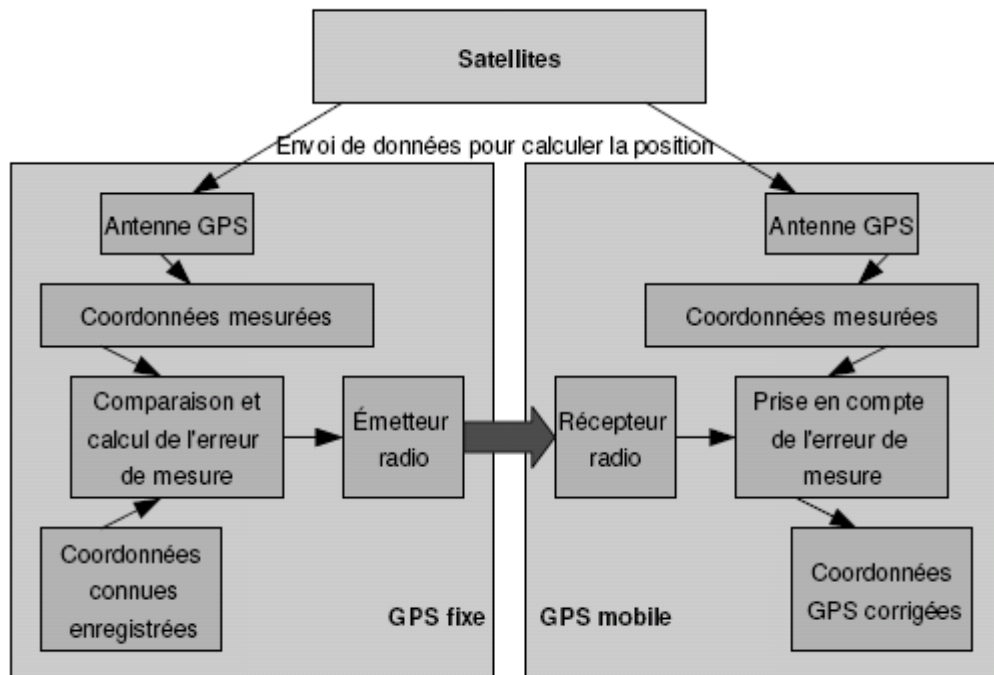 Satellites
Envoi de données pour calculer la position
Antenne GPS
Coordonnées mesurées
Comparaison et
calcul de l'erreur
de mesure
Émetteur
radio
Coordonnées
connues
enregistrées
GPS fixe
Antenne GPS
Coordonnées mesurées
Récepteur
radio
Prise en compte
de l'erreur de
mesure
Coordonnées
GPS corrigées
GPS mobile